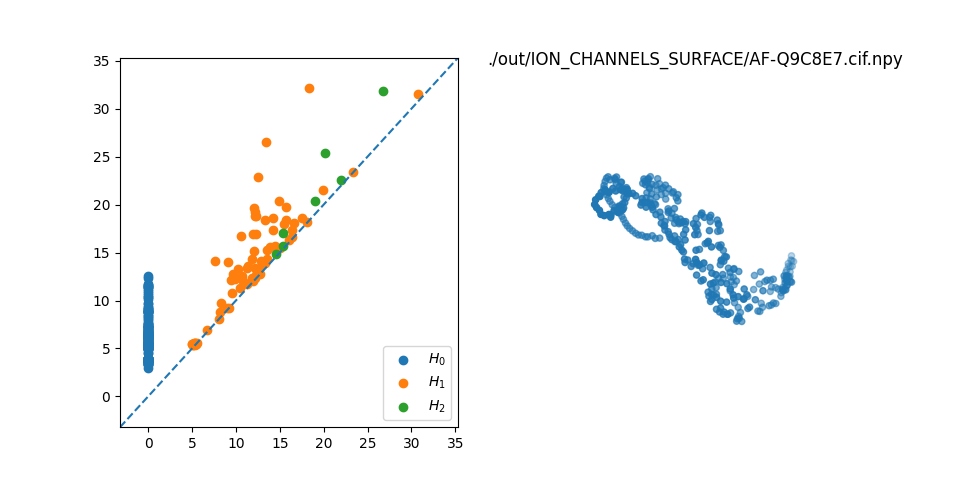 ./out/ION_CHANNELS_SURFACE/AF-Q9C8E7.cif.npy
35
30
25
20
15
10
5
0
H₀
H₁
H₂
0 5 10 15 20 25 30 35